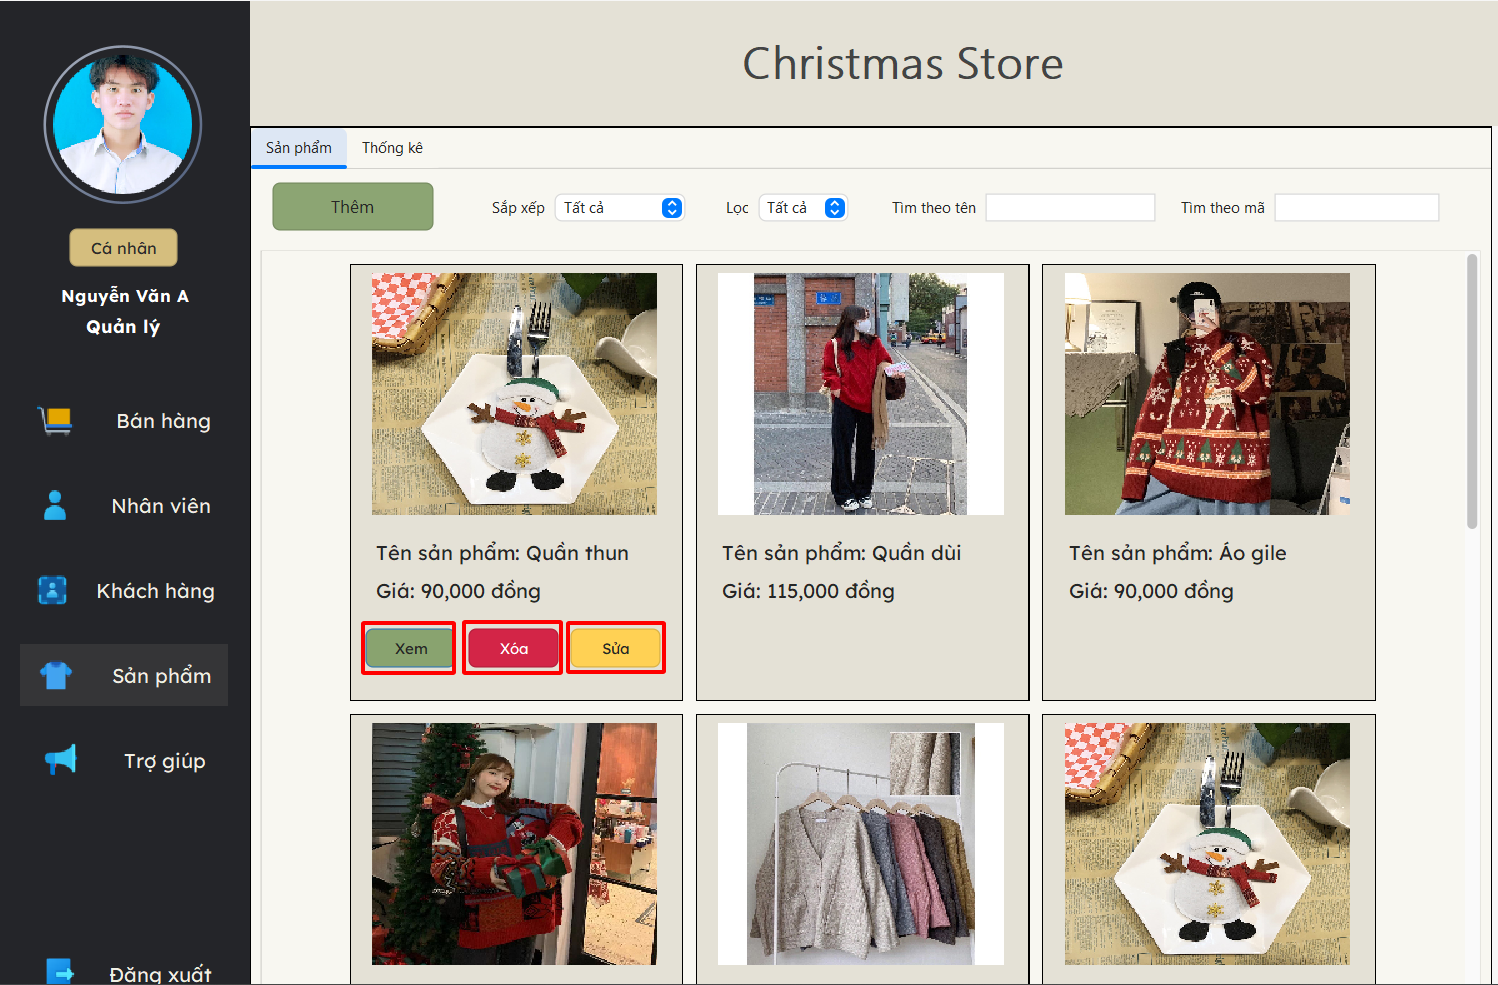 Christmas Store
Cá nhân
Nguyễn Văn A
Quản lý
Bán hàng
Nhân viên
Khách hàng
Sản phẩm
Trợ giúp
Đăng xuất
Sản phẩm Thống kê
Thêm Sắp xếp Tất cả Lọc Tất cả Tìm theo tên Tìm theo mã
Tên sản phẩm: Quần thun
Giá: 90,000 đồng
Xem Xóa Sửa
Tên sản phẩm: Quần dùi
Giá: 115,000 đồng
Tên sản phẩm: Áo gile
Giá: 90,000 đồng